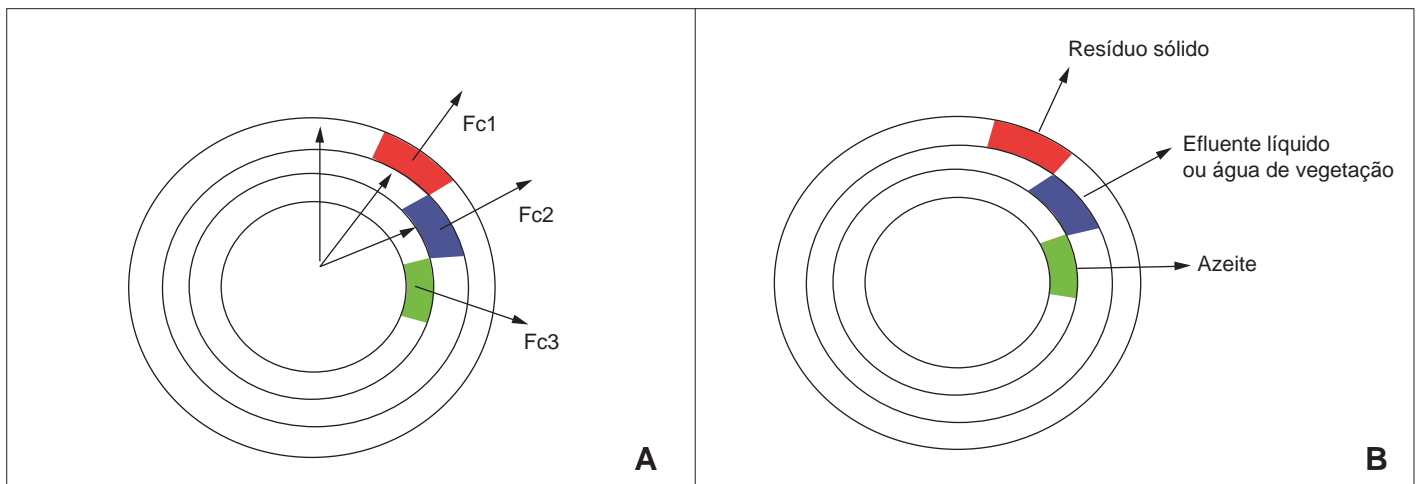 Fc1
Fc2
Fc3
A
Resíduo sólido
Efluente líquido
ou água de vegetação
Azeite
B